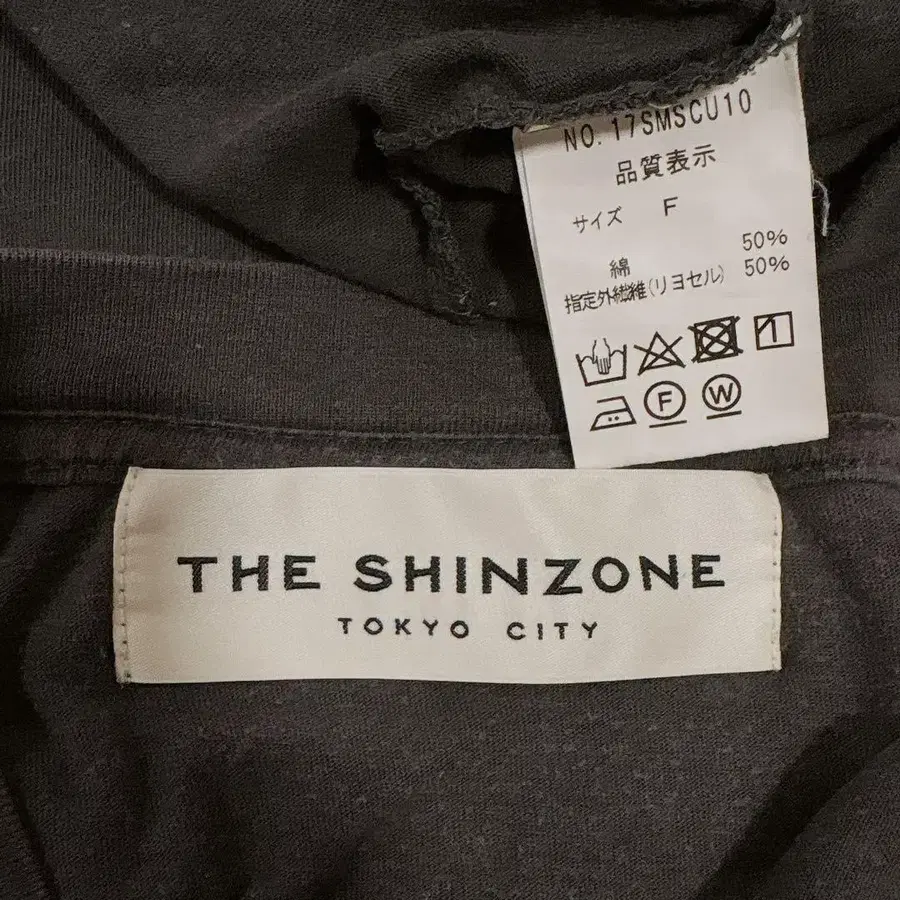 NO. 17SMSCU10
品質表示
サイズ F
綿 50%
指定外繊維(リヨセル) 50%
F W
THE SHINZONE
TOKYO CITY